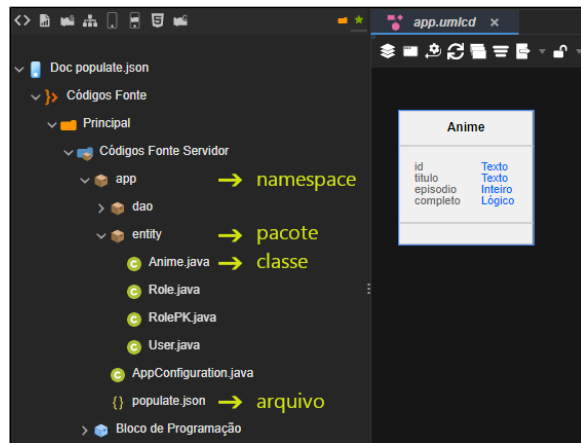 app.umlcd ×
Doc populate.json
Códigos Fonte
Principal
Códigos Fonte Servidor
app → namespace
dao
entity → pacote
Anime.java → classe
Role.java
RolePK.java
User.java
AppConfiguration.java
{} populate.json → arquivo
Bloco de Programação
Anime
id Texto
titulo Texto
episodio Inteiro
completo Lógico